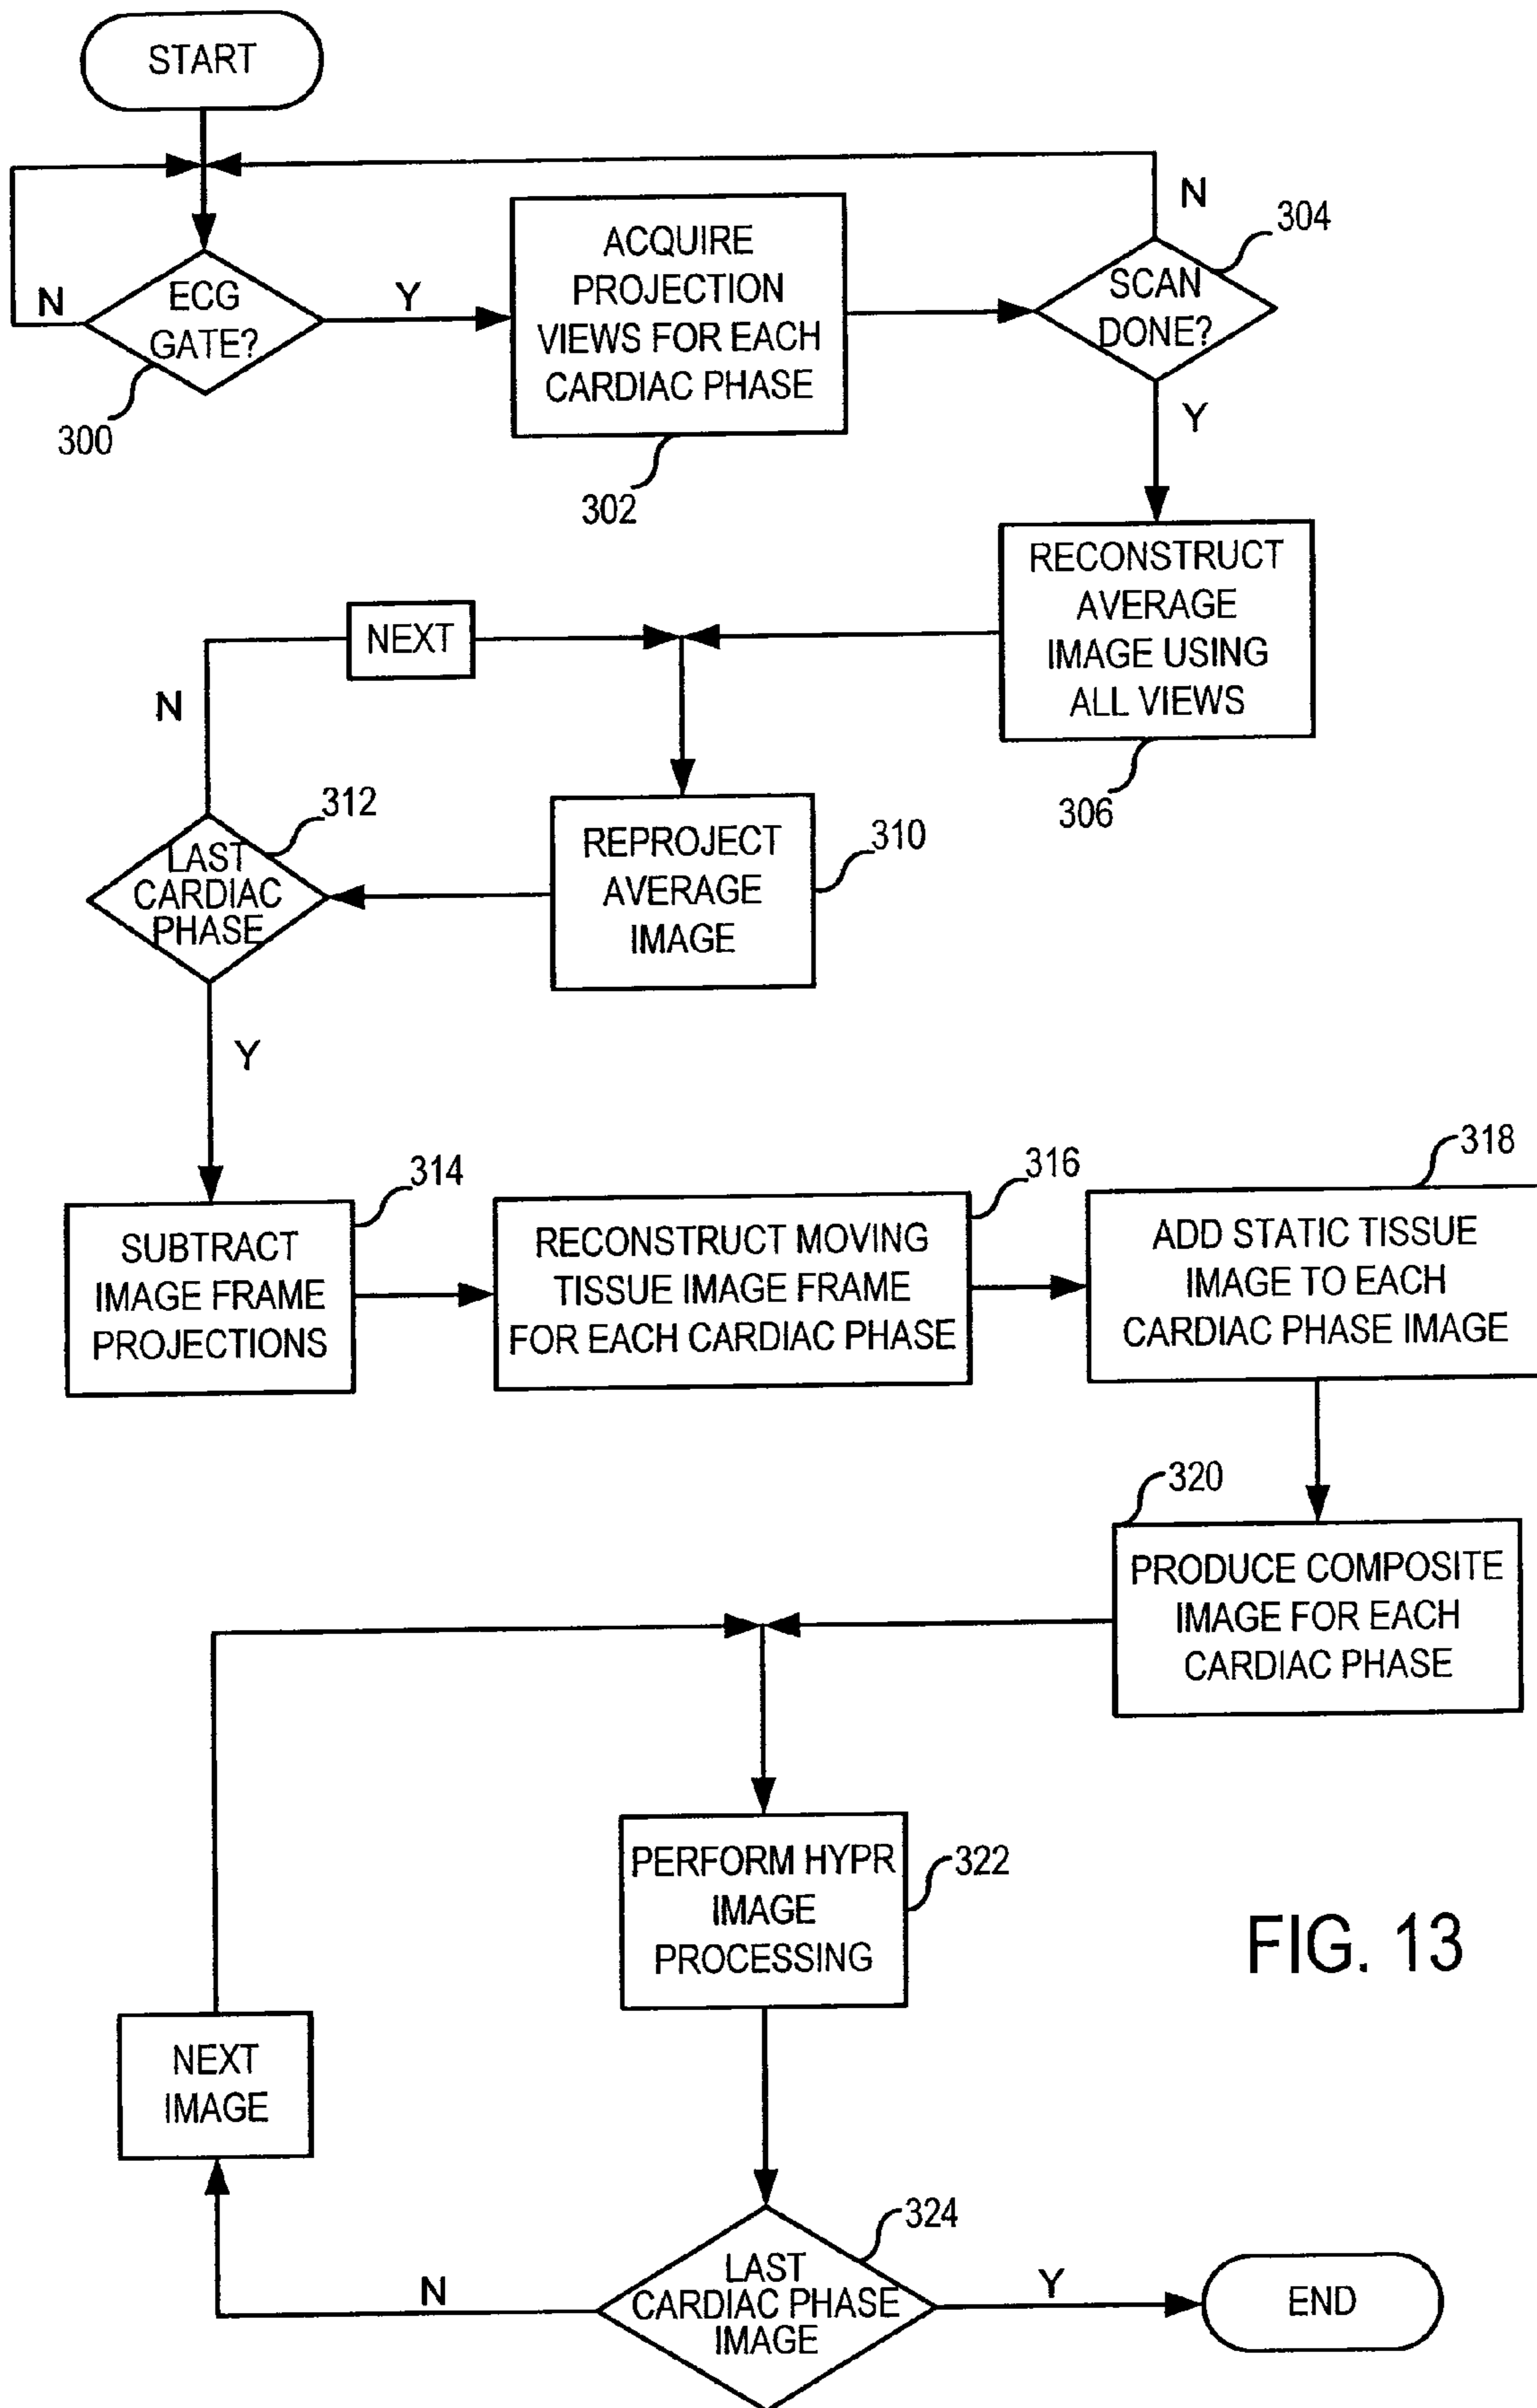 START
N
ECG
GATE?
300
Y
ACQUIRE
PROJECTION
VIEWS FOR EACH
CARDIAC PHASE
302
N
304
SCAN
DONE?
Y
RECONSTRUCT
AVERAGE
IMAGE USING
ALL VIEWS
306
NEXT
N
312
LAST
CARDIAC
PHASE
REPROJECT
AVERAGE
IMAGE
310
Y
314
SUBTRACT
IMAGE FRAME
PROJECTIONS
316
RECONSTRUCT MOVING
TISSUE IMAGE FRAME
FOR EACH CARDIAC PHASE
318
ADD STATIC TISSUE
IMAGE TO EACH
CARDIAC PHASE IMAGE
320
PRODUCE COMPOSITE
IMAGE FOR EACH
CARDIAC PHASE
PERFORM HYPR
IMAGE
PROCESSING
322
FIG. 13
NEXT
IMAGE
N
324
LAST
CARDIAC PHASE
IMAGE
Y
END